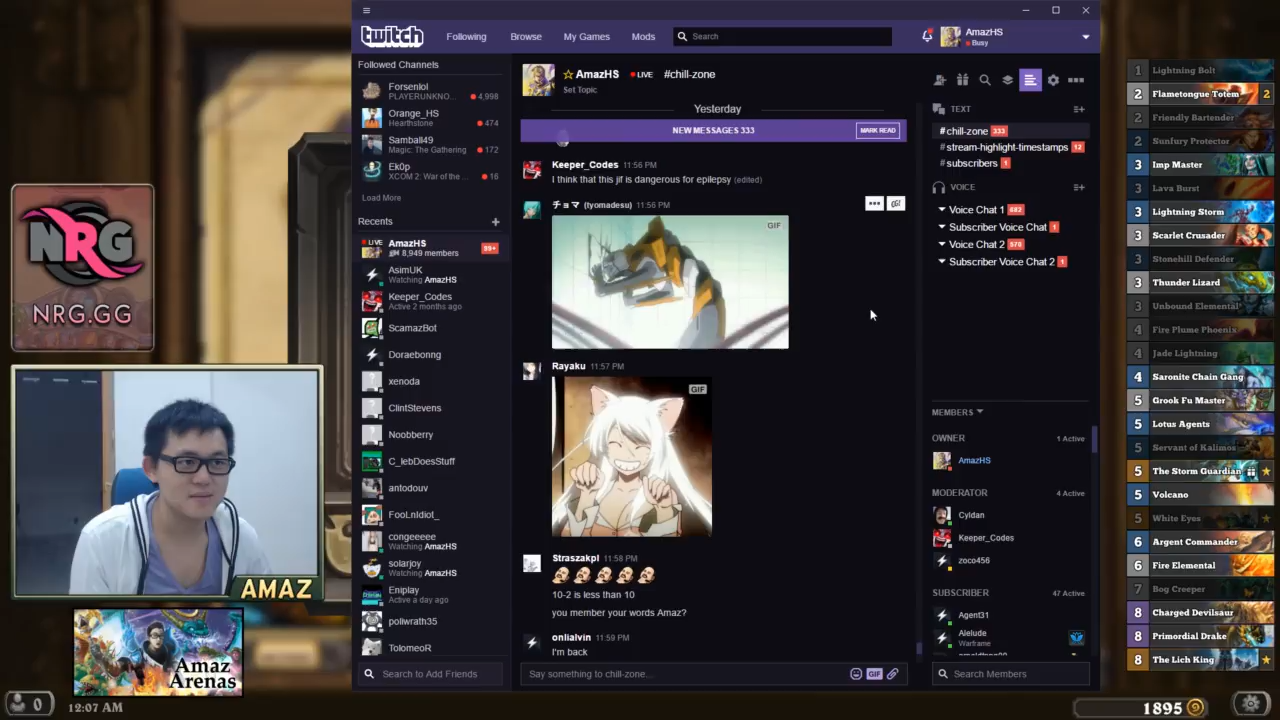 twitch
Following
Browse
My Games
Mods
Search
AmazHS
Busy
Followed Channels
Forsenlol
PLAYERUNKNO...
4,998
Orange_HS
Hearthstone
474
Samball49
Magic: The Gathering
172
Ek0p
XCOM 2: War of the ...
16
Load More
Recents
LIVE
AmazHS
8,949 members
99+
AsimUK
Watching AmazHS
Keeper_Codes
Active 2 months ago
ScamazBot
Doraebonng
xenoda
ClintStevens
Noobberry
C_lebDoesStuff
antodouv
FooLnIdiot_
congeeeee
Watching AmazHS
solarjoy
Watching AmazHS
Eniplay
Active a day ago
poliwrath35
TolomeoR
Search to Add Friends
AmazHS
LIVE
#chill-zone
Set Topic
Yesterday
NEW MESSAGES 333
MARK READ
Keeper_Codes 11:56 PM
I think that this jif is dangerous for epilepsy (edited)
チョマ (tyomadesu) 11:56 PM
GIF
Rayaku 11:57 PM
GIF
Straszakpl 11:58 PM
10-2 is less than 10
you member your words Amaz?
onlialvin 11:59 PM
I'm back
Say something to chill-zone...
GIF
TEXT
#chill-zone 333
#stream-highlight-timestamps 12
#subscribers 1
VOICE
Voice Chat 1 682
Subscriber Voice Chat 1
Voice Chat 2 576
Subscriber Voice Chat 2 1
MEMBERS
OWNER
1 Active
AmazHS
MODERATOR
4 Active
Cyldan
Keeper_Codes
zoco456
SUBSCRIBER
47 Active
Agent31
Alelude
Warframe
Search Members
1 Lightning Bolt
2 Flametongue Totem 2
2 Friendly Bartender
2 Sunfury Protector
3 Imp Master
3 Lava Burst
3 Lightning Storm
3 Scarlet Crusader
3 Stonehill Defender
3 Thunder Lizard
3 Unbound Elemental
4 Fire Plume Phoenix
4 Jade Lightning
4 Saronite Chain Gang
5 Grook Fu Master
5 Lotus Agents
5 Servant of Kalimos
5 The Storm Guardian
5 Volcano
5 White Eyes
6 Argent Commander
6 Fire Elemental
7 Bog Creeper
8 Charged Devilsaur
8 Primordial Drake
8 The Lich King
NRG
NRG.GG
AMAZ
Amaz
Arenas
0
12:07 AM
1895